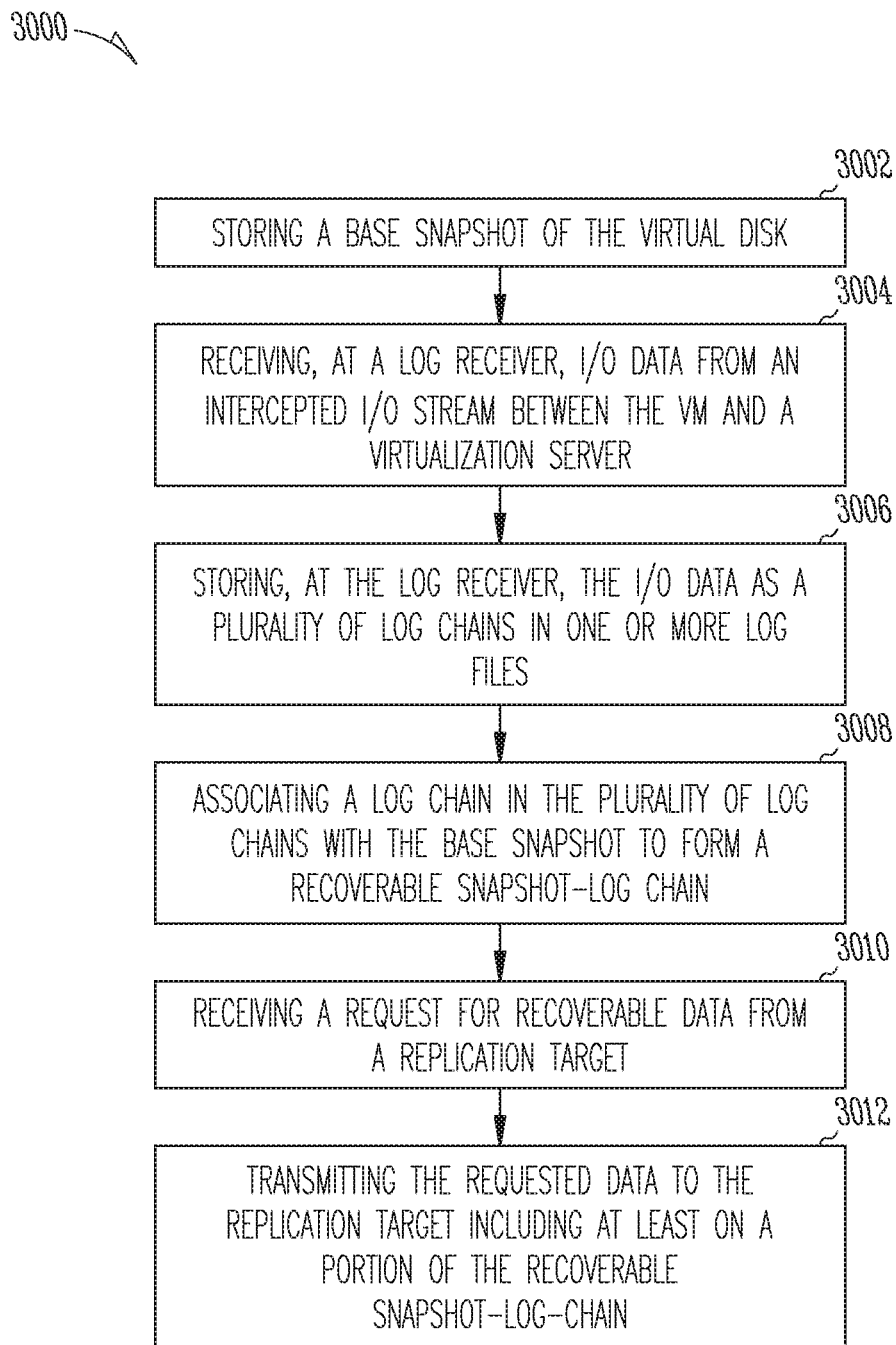 3000
3002
STORING A BASE SNAPSHOT OF THE VIRTUAL DISK
3004
RECEIVING, AT A LOG RECEIVER, I/O DATA FROM AN
INTERCEPTED I/O STREAM BETWEEN THE VM AND A
VIRTUALIZATION SERVER
3006
STORING, AT THE LOG RECEIVER, THE I/O DATA AS A
PLURALITY OF LOG CHAINS IN ONE OR MORE LOG
FILES
3008
ASSOCIATING A LOG CHAIN IN THE PLURALITY OF LOG
CHAINS WITH THE BASE SNAPSHOT TO FORM A
RECOVERABLE SNAPSHOT-LOG CHAIN
3010
RECEIVING A REQUEST FOR RECOVERABLE DATA FROM
A REPLICATION TARGET
3012
TRANSMITTING THE REQUESTED DATA TO THE
REPLICATION TARGET INCLUDING AT LEAST ON A
PORTION OF THE RECOVERABLE
SNAPSHOT-LOG-CHAIN